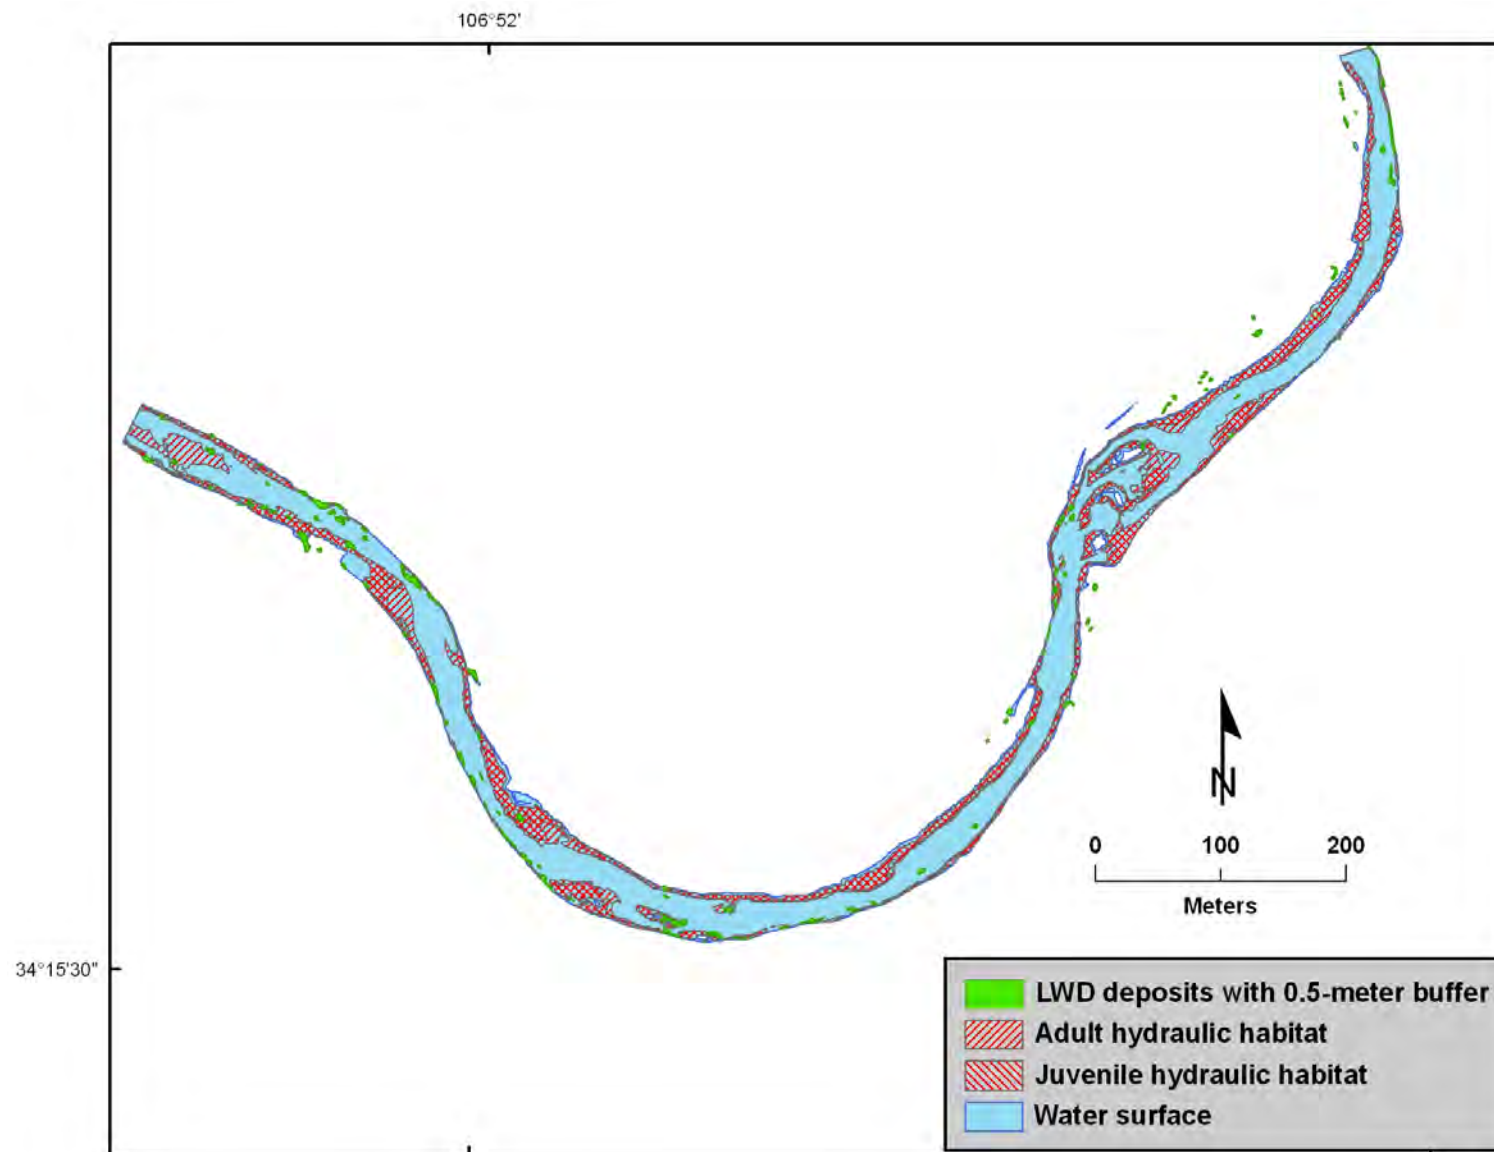 106°52'
N
0 100 200
Meters
34°15'30"
LWD deposits with 0.5-meter buffer
Adult hydraulic habitat
Juvenile hydraulic habitat
Water surface